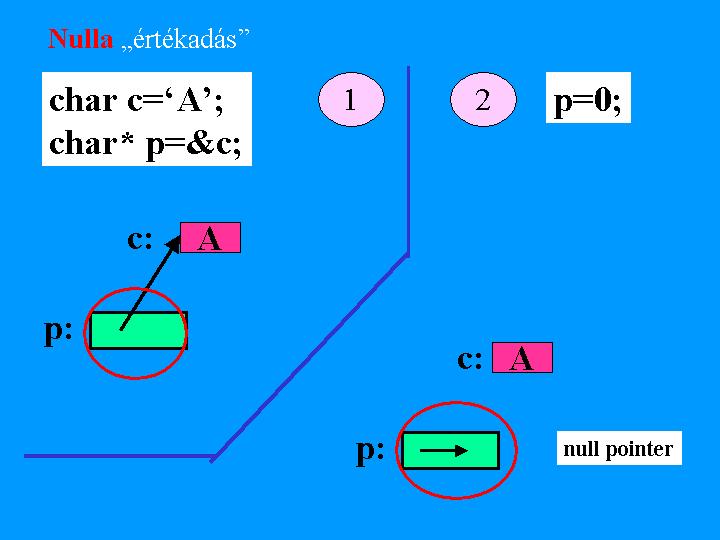 Nulla „értékadás”
char c=‘A’;
char* p=&c;
1
2
p=0;
c:
A
p:
c:
A
p:
null pointer